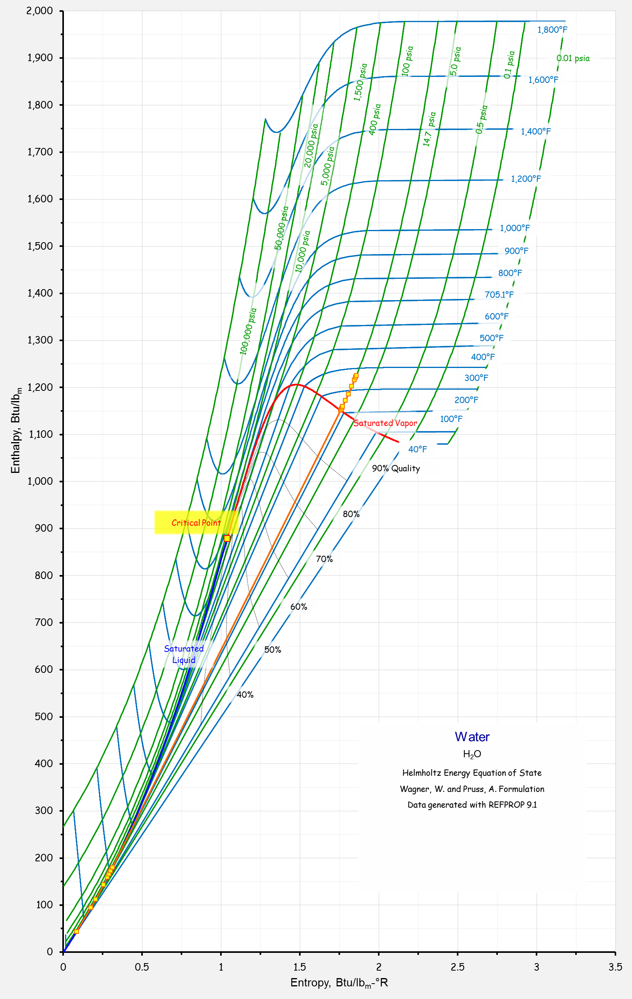 2,000
1,900
1,800
1,700
1,600
1,500
1,400
1,300
1,200
1,100
1,000
900
800
700
600
500
400
300
200
100
0
Enthalpy, Btu/lbm
0
0.5
1
1.5
2
2.5
3
3.5
Entropy, Btu/lbm-°R
1,800°F
1,600°F
1,400°F
1,200°F
1,000°F
900°F
800°F
705.1°F
600°F
500°F
400°F
300°F
200°F
100°F
40°F
100,000 psia
50,000 psia
20,000 psia
10,000 psia
5,000 psia
1,500 psia
400 psia
100 psia
14.7 psia
5.0 psia
0.5 psia
0.1 psia
0.01 psia
Saturated Vapor
90% Quality
80%
70%
60%
50%
40%
Critical Point
Saturated
Liquid
Water
H2O
Helmholtz Energy Equation of State
Wagner, W. and Pruss, A. Formulation
Data generated with REFPROP 9.1